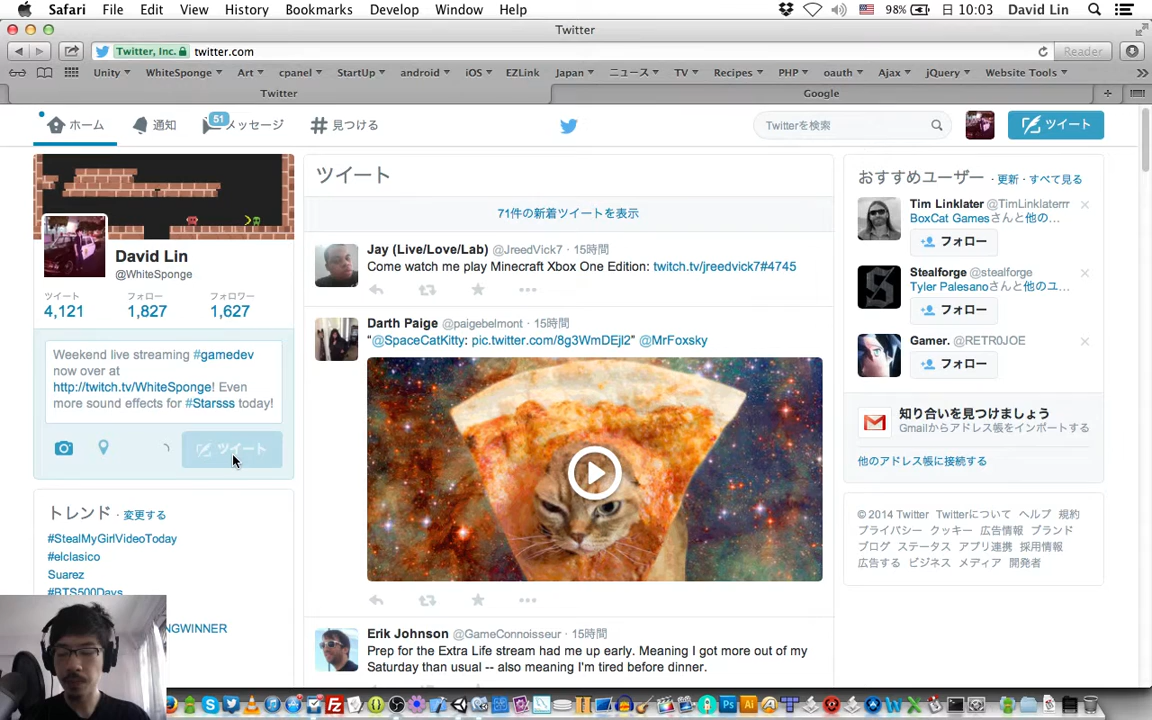 Safari File Edit View History Bookmarks Develop Window Help
98% 日 10:03 David Lin
Twitter
Twitter, Inc. twitter.com
Reader
Unity WhiteSponge Art cpanel StartUp android iOS EZLink Japan ニュース TV Recipes PHP oauth Ajax jQuery Website Tools
Twitter
Google
ホーム
通知
51
メッセージ
見つける
Twitterを検索
ツイート
David Lin
@WhiteSponge
ツイート フォロー フォロワー
4,121 1,827 1,627
Weekend live streaming #gamedev
now over at
http://twitch.tv/WhiteSponge! Even
more sound effects for #Starsss today!
ツイート
トレンド · 変更する
#StealMyGirlVideoToday
#elclasico
Suarez
#BTS500Days
NGWINNER
ツイート
71件の新着ツイートを表示
Jay (Live/Love/Lab) @JreedVick7 · 15時間
Come watch me play Minecraft Xbox One Edition: twitch.tv/jreedvick7#4745
Darth Paige @paigebelmont · 15時間
“@SpaceCatKitty: pic.twitter.com/8g3WmDEjl2” @MrFoxsky
Erik Johnson @GameConnoisseur · 15時間
Prep for the Extra Life stream had me up early. Meaning I got more out of my
Saturday than usual -- also meaning I'm tired before dinner.
おすすめユーザー · 更新 · すべて見る
Tim Linklater @TimLinklaterrr
BoxCat Gamesさんと他の...
フォロー
Stealforge @stealforge
Tyler Palesanoさんと他のユ...
フォロー
Gamer. @RETR0JOE
フォロー
知り合いを見つけましょう
Gmailからアドレス帳をインポートする
他のアドレス帳に接続する
© 2014 Twitter Twitterについて ヘルプ 規約
プライバシー クッキー 広告情報 ブランド
ブログ ステータス アプリ連携 採用情報
広告する ビジネス メディア 開発者